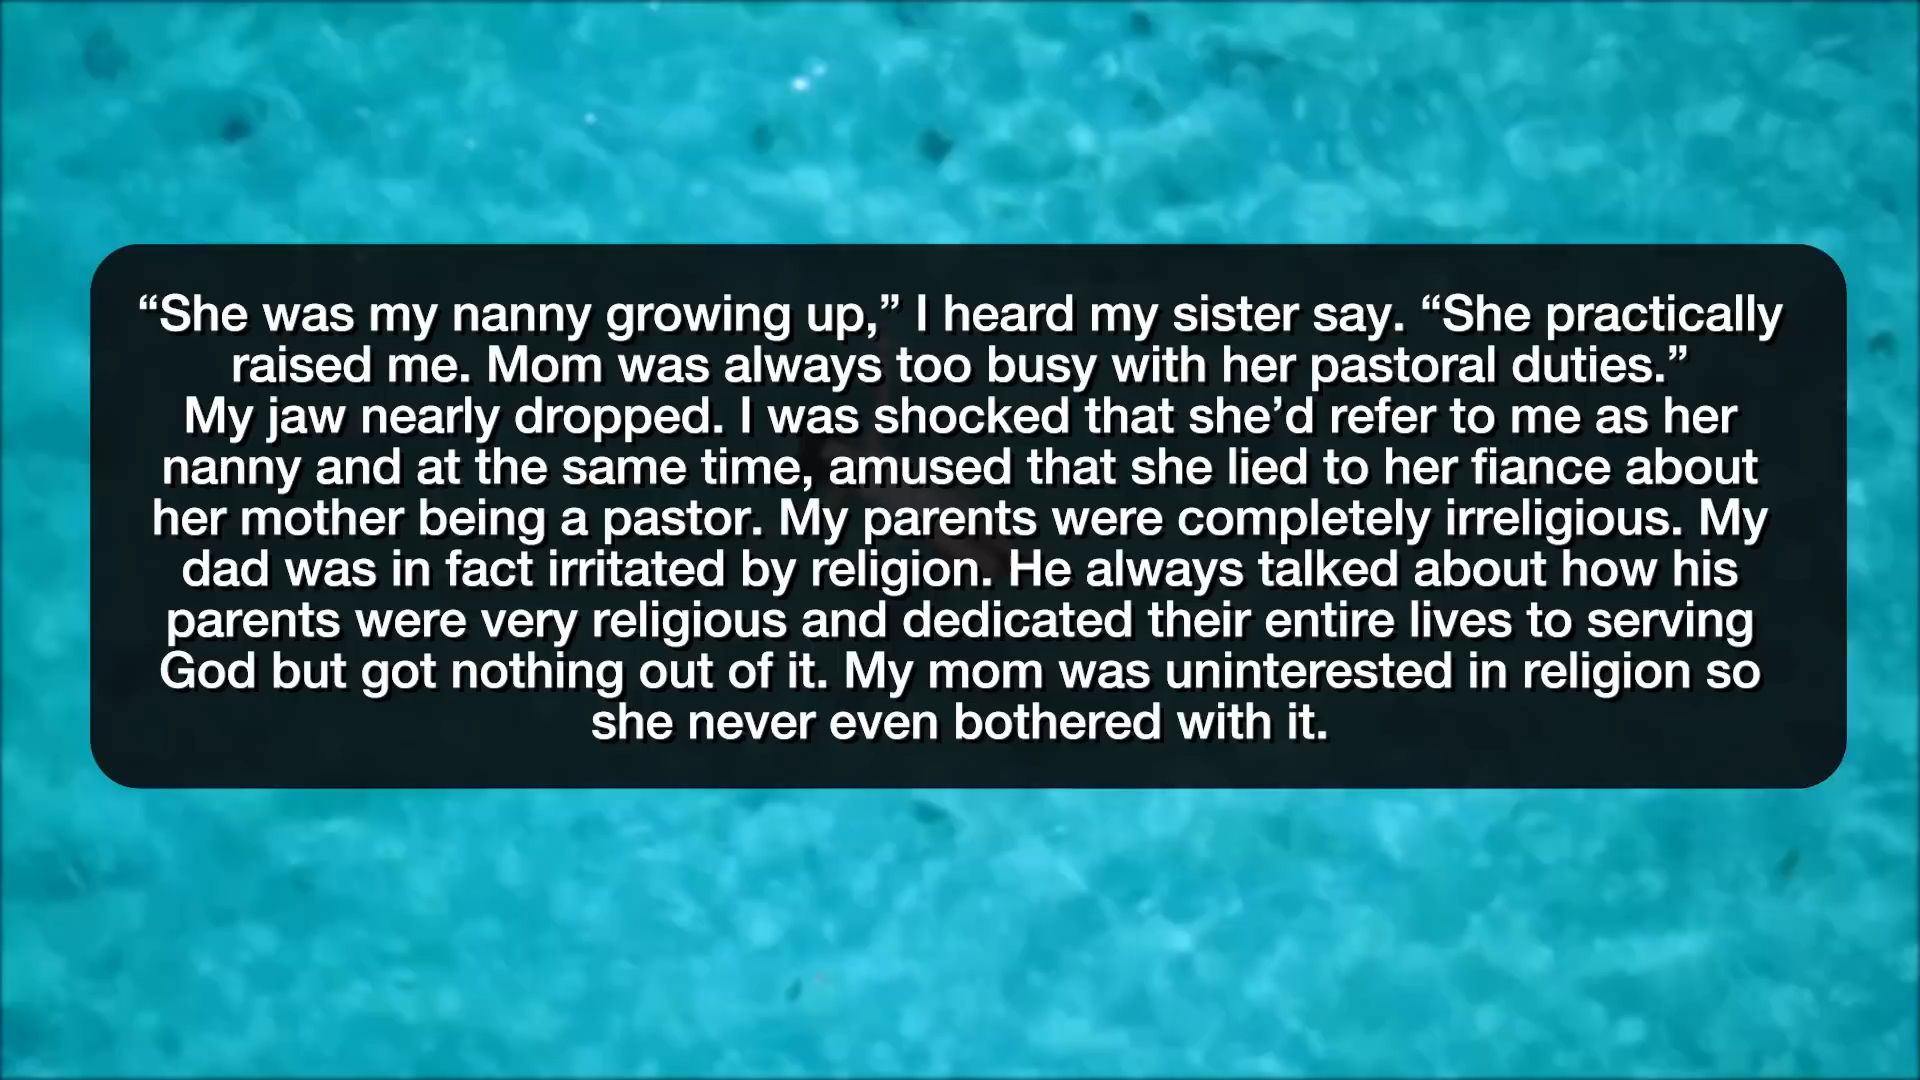 “She was my nanny growing up,” I heard my sister say. “She practically
raised me. Mom was always too busy with her pastoral duties.”
My jaw nearly dropped. I was shocked that she’d refer to me as her
nanny and at the same time, amused that she lied to her fiance about
her mother being a pastor. My parents were completely irreligious. My
dad was in fact irritated by religion. He always talked about how his
parents were very religious and dedicated their entire lives to serving
God but got nothing out of it. My mom was uninterested in religion so
she never even bothered with it.